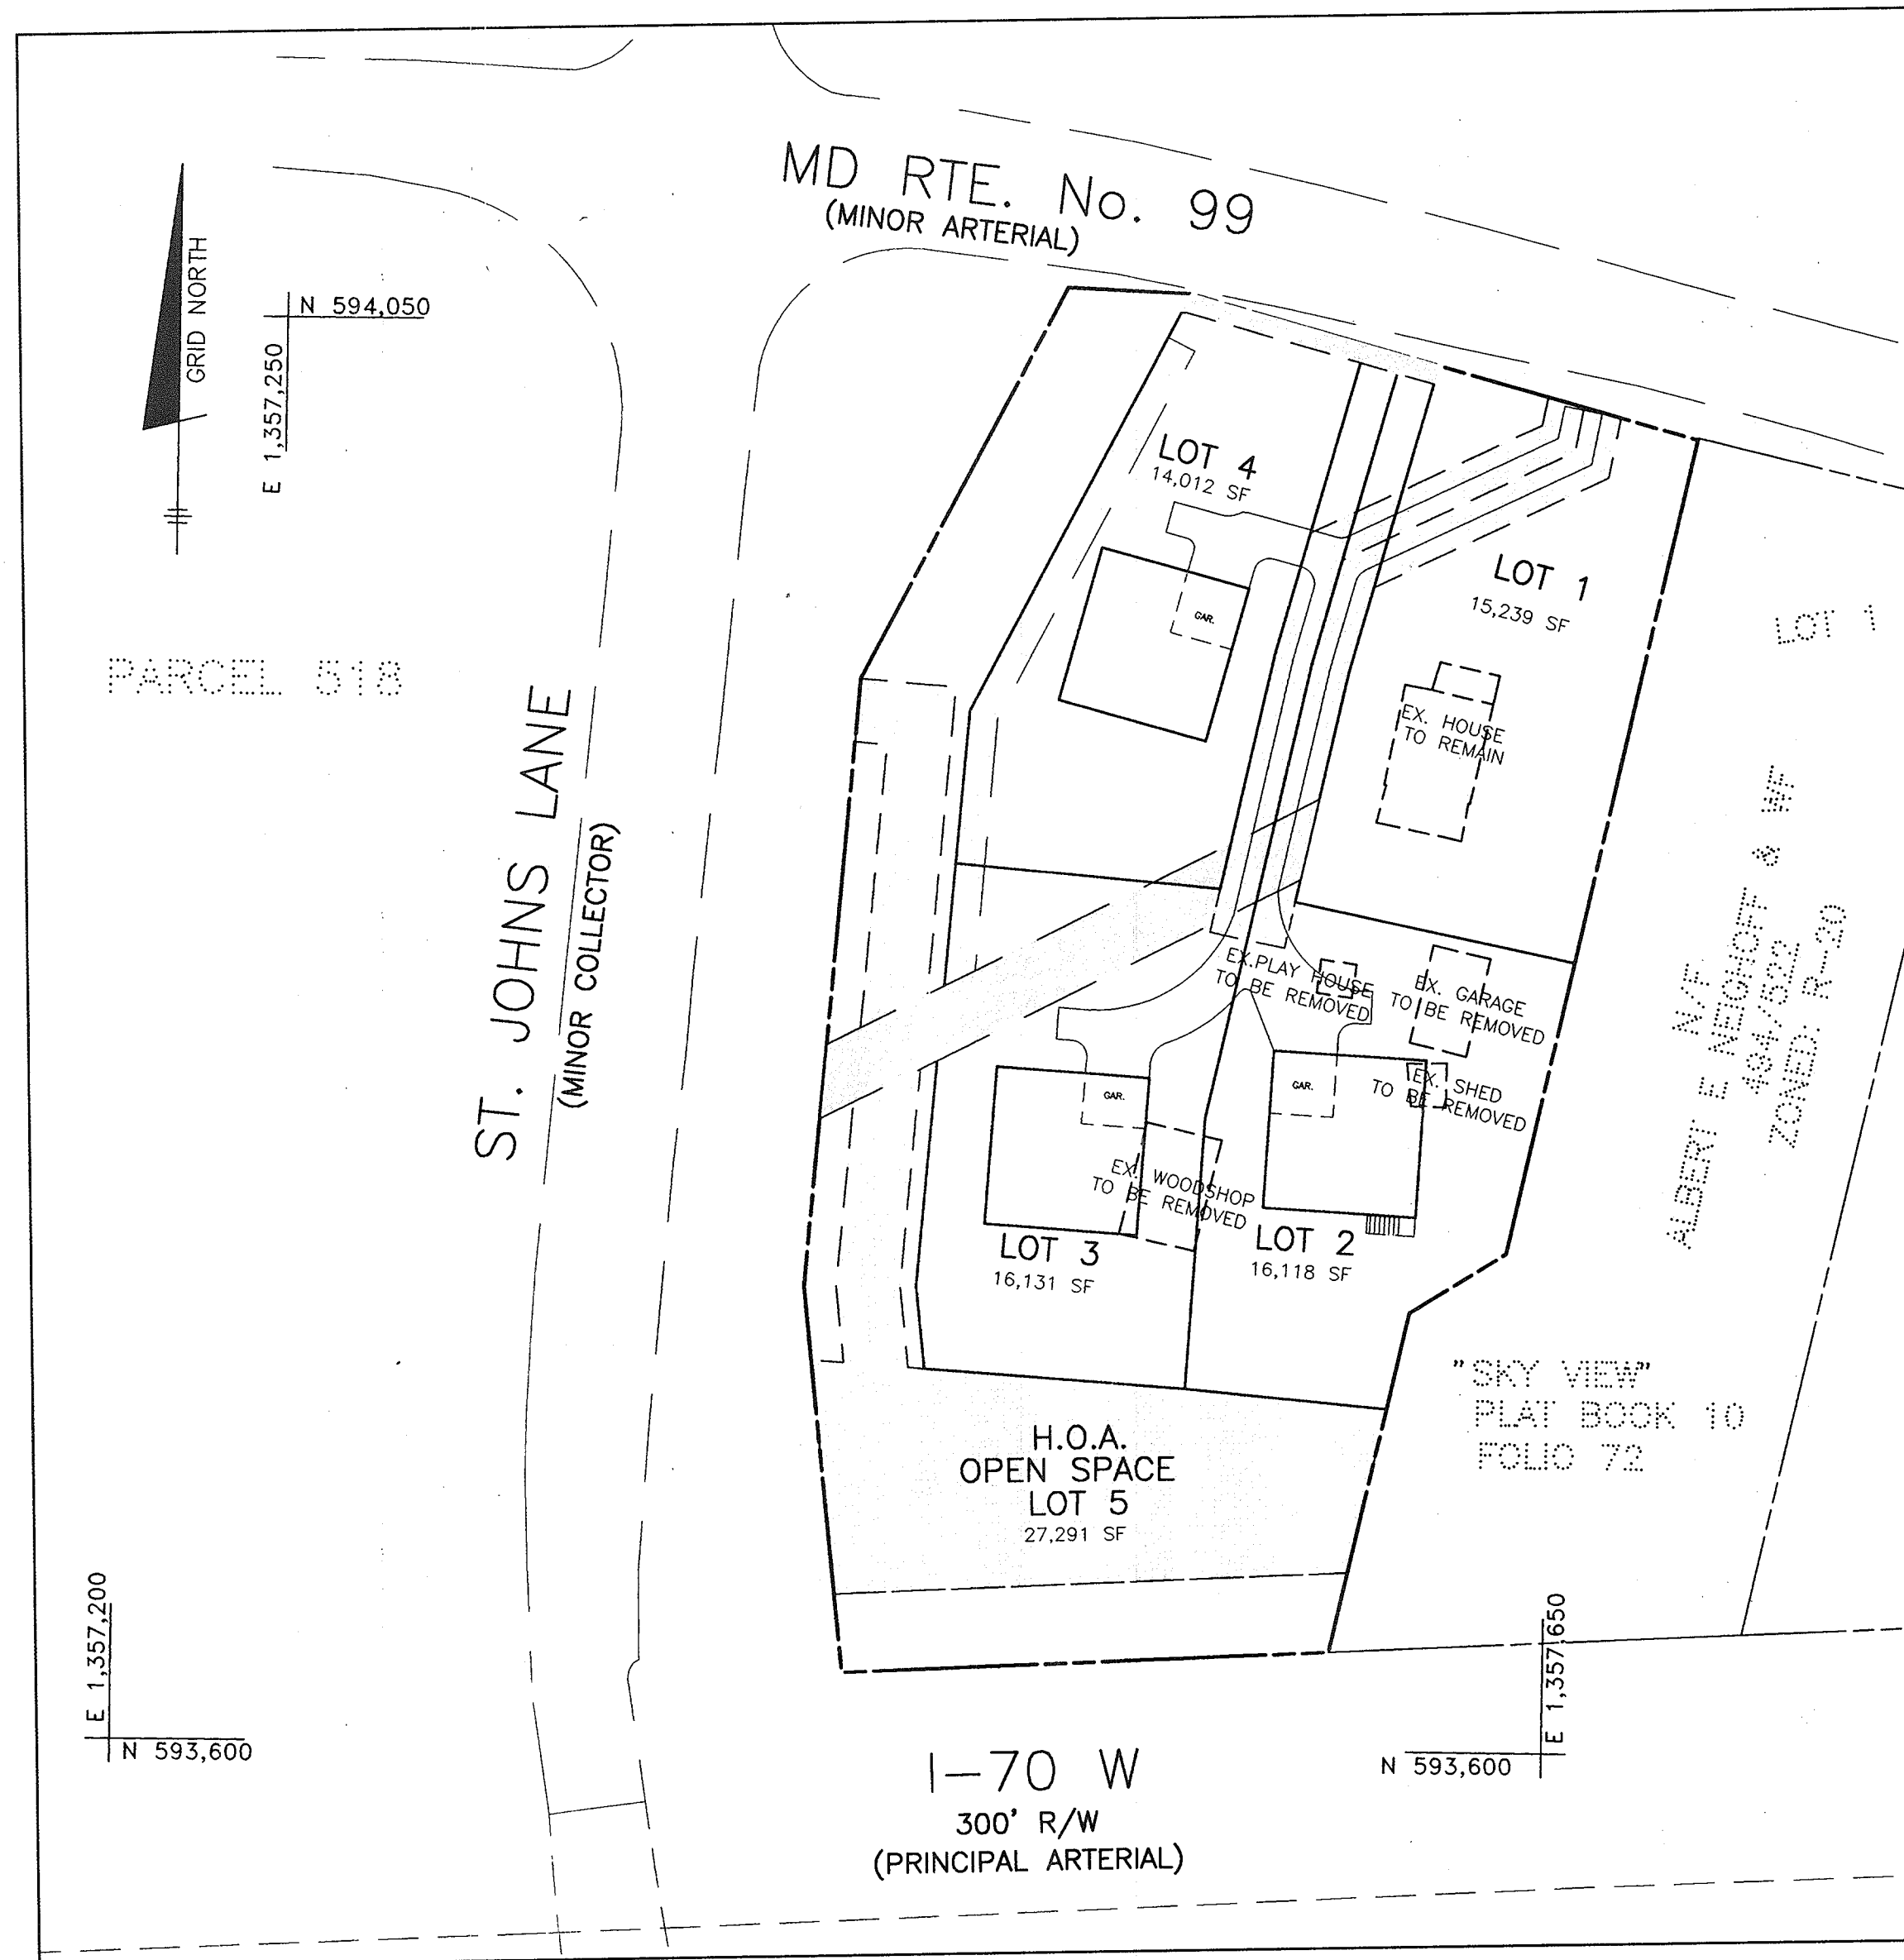 MD RTE. No. 99
(MINOR ARTERIAL)
GRID NORTH
N 594,050
E 1,357,250
LOT 4
14,012 SF
GAR.
LOT 1
15,239 SF
LOT 1
EX. HOUSE
TO REMAIN
PARCEL 518
ST. JOHNS LANE
(MINOR COLLECTOR)
N/F
ALBERT E NEIGHOFF & WF
494/322
ZONED: R-20
EX.PLAY HOUSE
TO BE REMOVED
EX. GARAGE
TO BE REMOVED
EX. SHED
TO BE REMOVED
GAR.
GAR.
EX. WOODSHOP
TO BE REMOVED
LOT 3
16,131 SF
LOT 2
16,118 SF
"SKY VIEW"
PLAT BOOK 10
FOLIO 72
H.O.A.
OPEN SPACE
LOT 5
27,291 SF
E 1,357,200
N 593,600
E 1,357,650
N 593,600
I-70 W
300' R/W
(PRINCIPAL ARTERIAL)